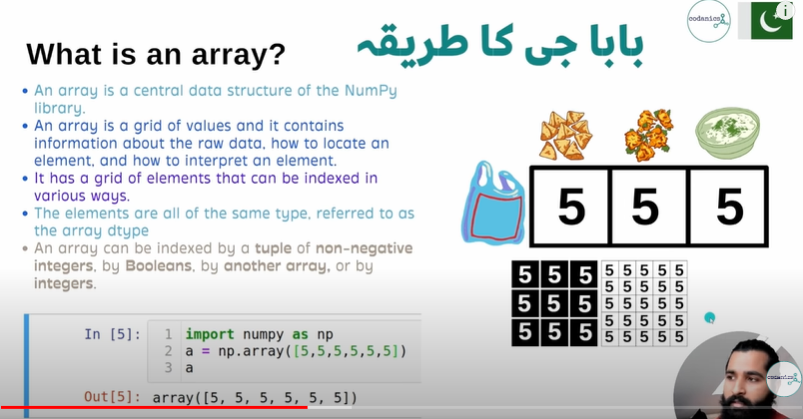 codanics
What is an array?
بابا جی کا طریقہ
• An array is a central data structure of the NumPy
library.
• An array is a grid of values and it contains
information about the raw data, how to locate an
element, and how to interpret an element.
• It has a grid of elements that can be indexed in
various ways.
• The elements are all of the same type, referred to as
the array dtype
• An array can be indexed by a tuple of non-negative
integers, by Booleans, by another array, or by
integers.
5 5 5
5 5 5 5 5 5 5 5
5 5 5 5 5
5 5 5 5 5 5 5 5
5 5 5 5 5
5 5 5 5 5 5 5 5
In [5]: 1 import numpy as np
2 a = np.array([5,5,5,5,5,5])
3 a
Out[5]: array([5, 5, 5, 5, 5, 5])
codanics
i